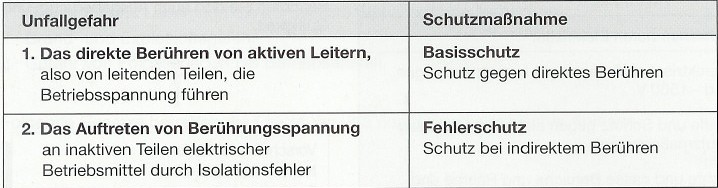 Unfallgefahr Schutzmaßnahme
1. Das direkte Berühren von aktiven Leitern, Basisschutz
also von leitenden Teilen, die Schutz gegen direktes Berühren
Betriebsspannung führen
2. Das Auftreten von Berührungsspannung Fehlerschutz
an inaktiven Teilen elektrischer Schutz bei indirektem Berühren
Betriebsmittel durch Isolationsfehler